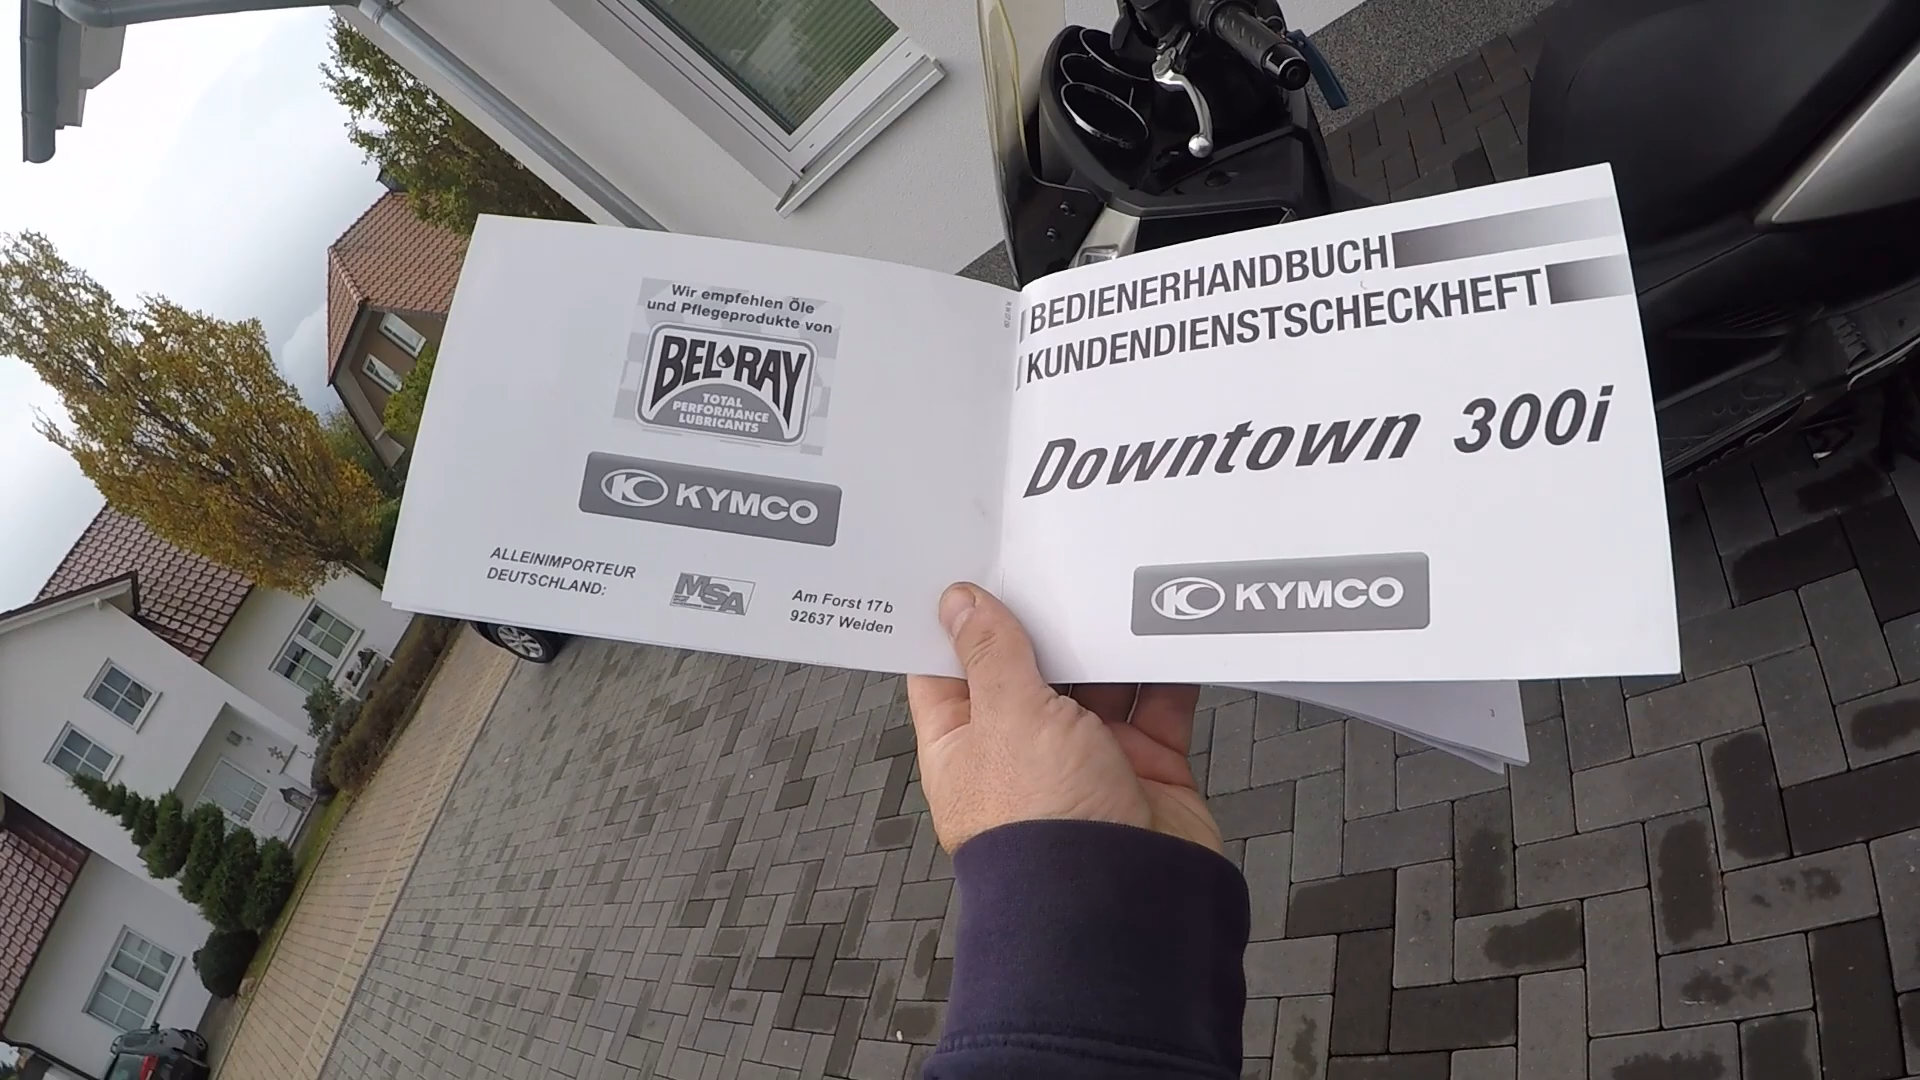 Wir empfehlen Öle
und Pflegeprodukte von
BEL-RAY
TOTAL
PERFORMANCE
LUBRICANTS
KYMCO
ALLEINIMPORTEUR
DEUTSCHLAND:
MSA
Am Forst 17b
92637 Weiden
BEDIENERHANDBUCH
KUNDENDIENSTSCHECKHEFT
Downtown 300i
KYMCO